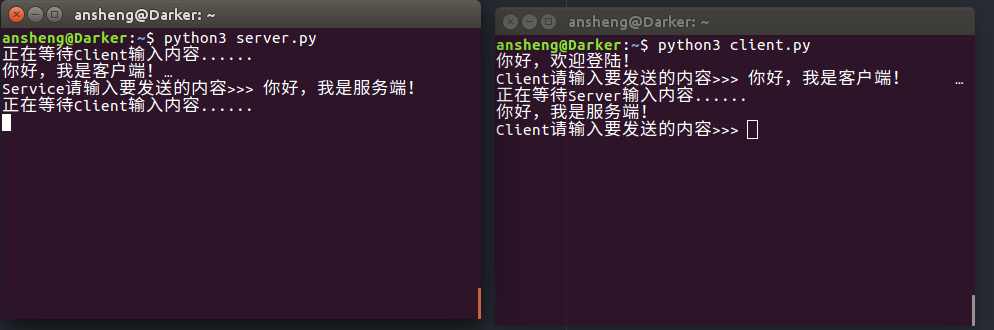 ansheng@Darker: ~
ansheng@Darker:~$ python3 server.py
正在等待Client输入内容......
你好，我是客户端！…
Service请输入要发送的内容>>> 你好，我是服务端！
正在等待Client输入内容......
ansheng@Darker: ~
ansheng@Darker:~$ python3 client.py
你好，欢迎登陆！
Client请输入要发送的内容>>> 你好，我是客户端！ …
正在等待Server输入内容......
你好，我是服务端！
Client请输入要发送的内容>>>